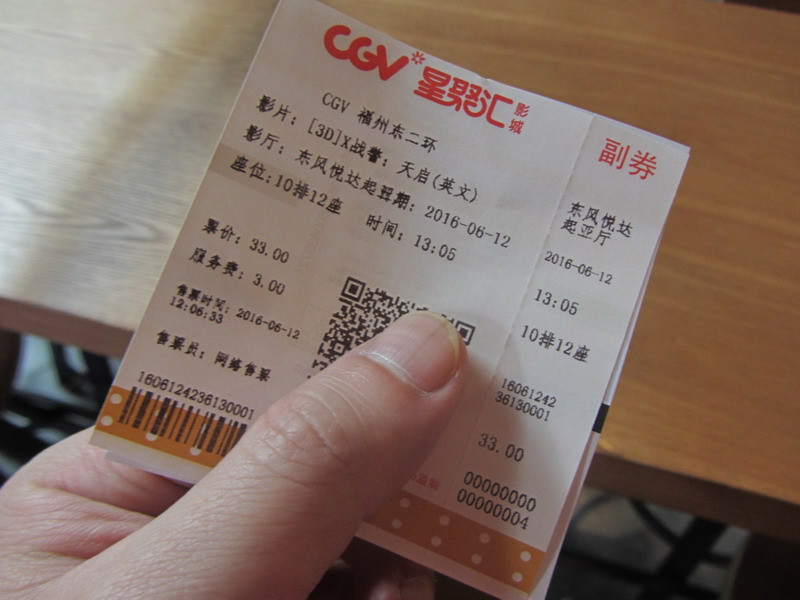 CGV 星聚汇影城
CGV 福州东二环
影片: [3D]X战警: 天启(英文)
影厅: 东风悦达起亚期: 2016-06-12
座位:10排12座 时间: 13:05
票价: 33.00
服务费: 3.00
售票时间: 2016-06-12
12:06:33
售票员: 网络售票
1606124236130001
副券
东风悦达
起亚厅
2016-06-12
13:05
10排12座
16061242
36130001
33.00
00000000
00000004